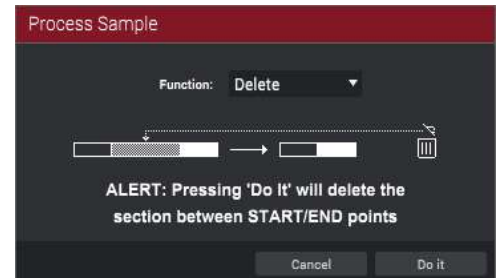 Process Sample
Function: Delete
ALERT: Pressing 'Do It' will delete the
section between START/END points
Cancel Do it